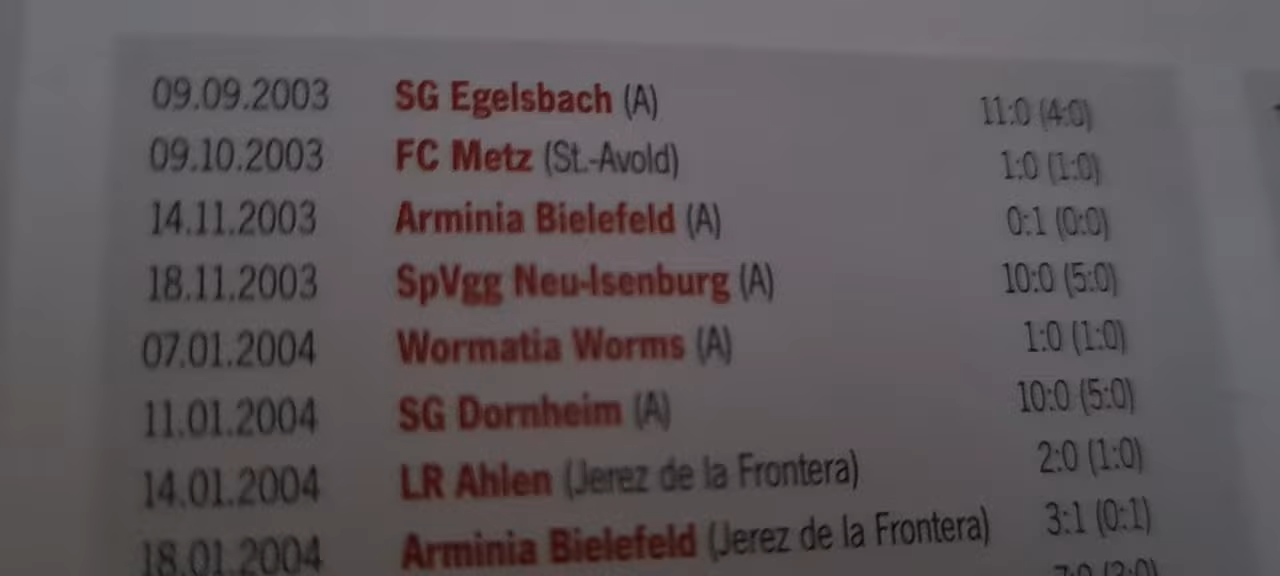 09.09.2003 SG Egelsbach (A) 11:0 (4:0)
09.10.2003 FC Metz (St.-Avold) 1:0 (1:0)
14.11.2003 Arminia Bielefeld (A) 0:1 (0:0)
18.11.2003 SpVgg Neu-Isenburg (A) 10:0 (5:0)
07.01.2004 Wormatia Worms (A) 1:0 (1:0)
11.01.2004 SG Dornheim (A) 10:0 (5:0)
14.01.2004 LR Ahlen (Jerez de la Frontera) 2:0 (1:0)
18.01.2004 Arminia Bielefeld (Jerez de la Frontera) 3:1 (0:1)